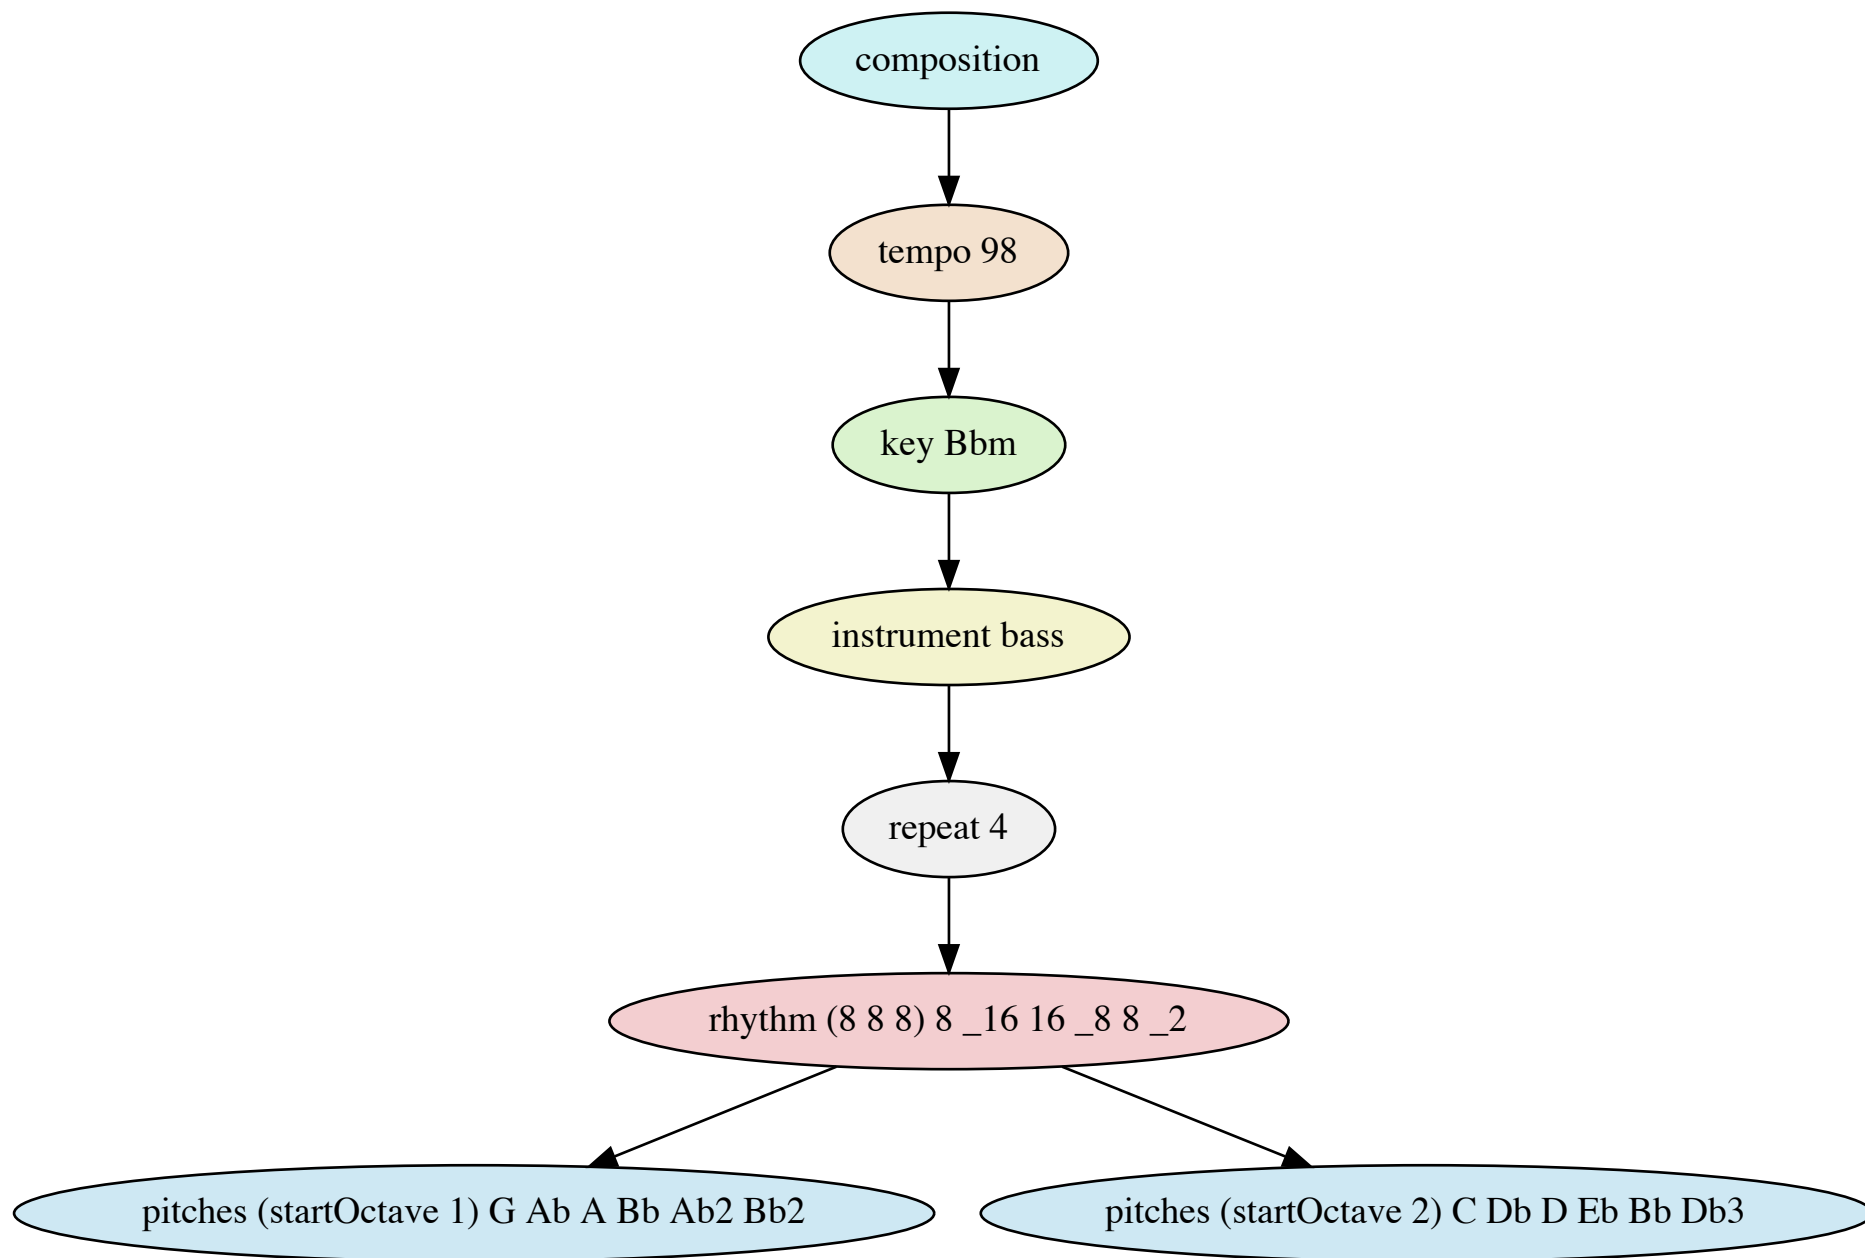 composition
tempo 98
key Bbm
instrument bass
repeat 4
rhythm (8 8 8) 8 _16 16 _8 8 _2
pitches (startOctave 1) G Ab A Bb Ab2 Bb2
pitches (startOctave 2) C Db D Eb Bb Db3